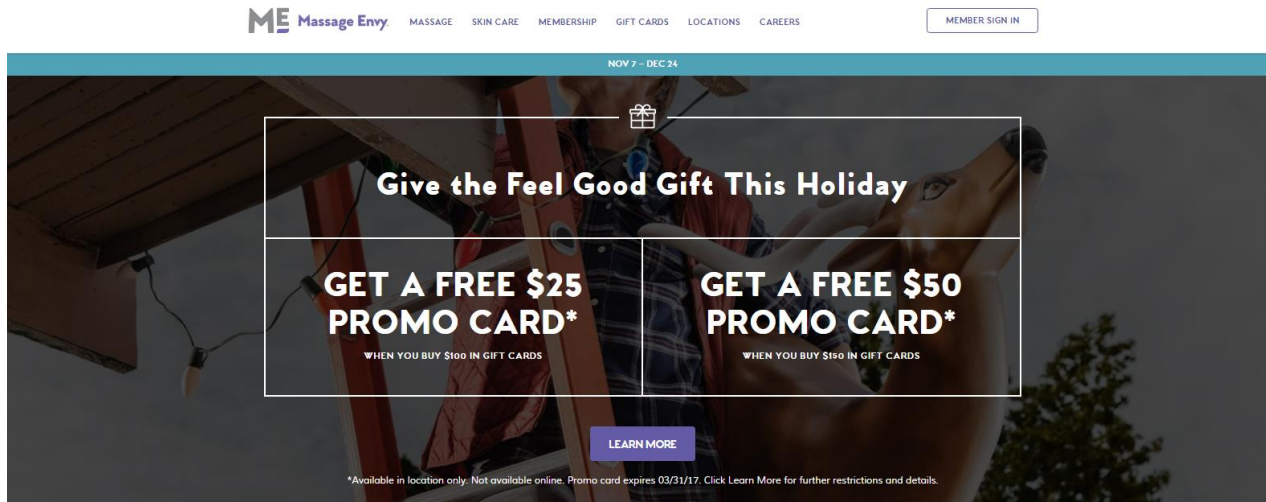 ME Massage Envy. MASSAGE SKIN CARE MEMBERSHIP GIFT CARDS LOCATIONS CAREERS MEMBER SIGN IN
NOV 7 – DEC 24
Give the Feel Good Gift This Holiday
GET A FREE $25
PROMO CARD*
WHEN YOU BUY $100 IN GIFT CARDS
GET A FREE $50
PROMO CARD*
WHEN YOU BUY $150 IN GIFT CARDS
LEARN MORE
*Available in location only. Not available online. Promo card expires 03/31/17. Click Learn More for further restrictions and details.